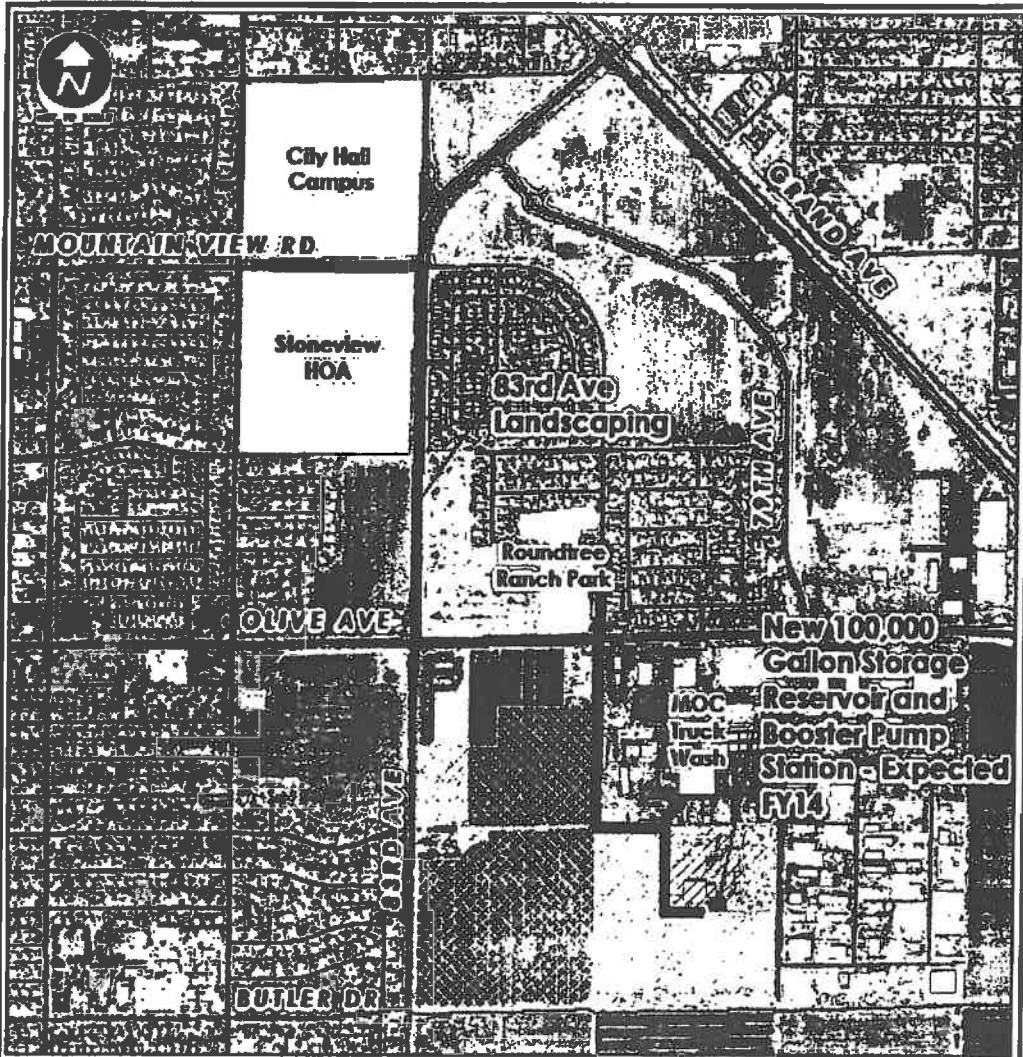 N
City Hall
Campus
MOUNTAIN VIEW RD
GRAND AVE
Stoneview
HOA
83rd Ave
Landscaping
79TH AVE
Roundtree
Ranch Park
OLIVE AVE
New 100,000
Gallon Storage
Reservoir and
Booster Pump
Station - Expected
FY14
MOC
Truck
Wash
83RD AVE
BUTLER DR